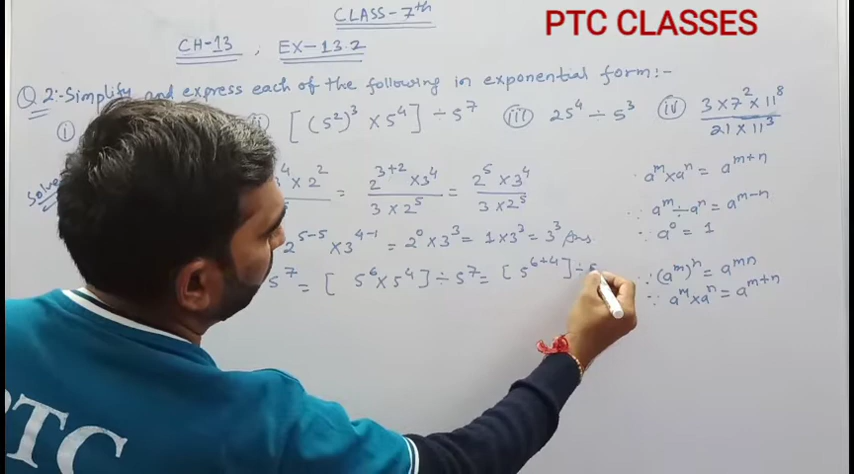 CLASS-7th
PTC CLASSES
CH-13, EX-13.2
Q 2:- Simplify and express each of the following in exponential form:-
i) [(5²)³ × 5⁴] ÷ 5⁷ iii) 25⁴ ÷ 5³ iv) 3 × 7² × 11⁸ / 21 × 11³
Solve × 2² = 2³⁺² × 3⁴ / 3 × 2⁵ = 2⁵ × 3⁴ / 3 × 2⁵
2⁵⁻⁵ × 3⁴⁻¹ = 2⁰ × 3³ = 1 × 3³ = 3³ Ans
5⁷ = [ 5⁶ × 5⁴ ] ÷ 5⁷ = [ 5⁶⁺⁴ ] ÷ 5
∵ aᵐ × aⁿ = aᵐ⁺ⁿ
∵ aᵐ ÷ aⁿ = aᵐ⁻ⁿ
∵ a⁰ = 1
∵ (aᵐ)ⁿ = aᵐⁿ
∵ aᵐ × aⁿ = aᵐ⁺ⁿ
PTC